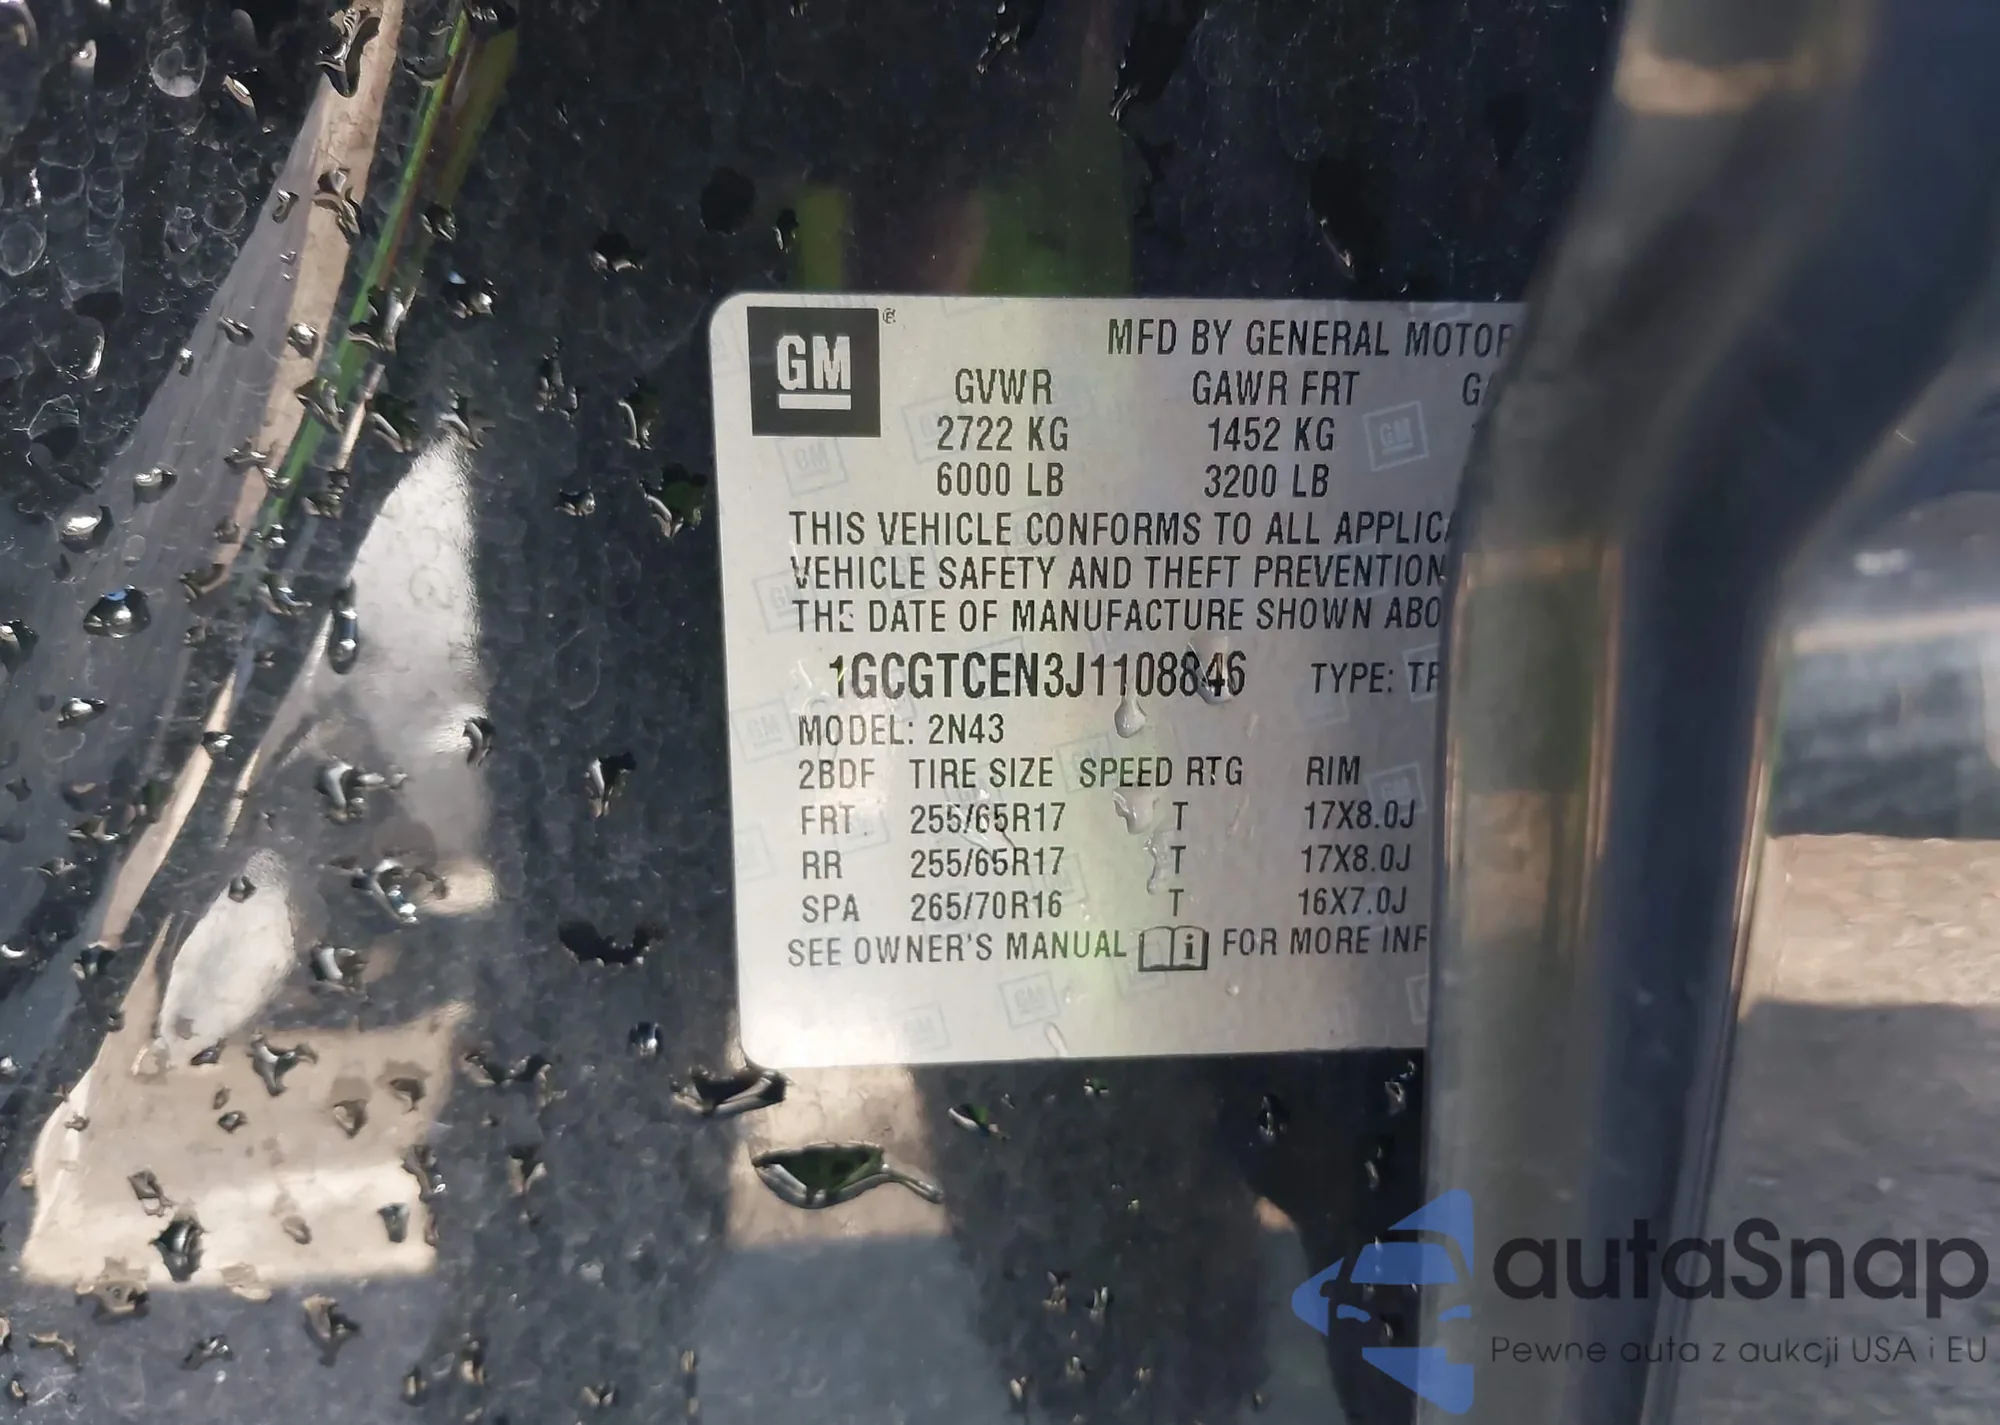 GM
MFD BY GENERAL MOTOR
GVWR GAWR FRT
2722 KG 1452 KG
6000 LB 3200 LB
THIS VEHICLE CONFORMS TO ALL
VEHICLE SAFETY AND THEFT PREVENTION
THE DATE OF MANUFACTURE SHOWN
1GCGTCEN3J1108846 TYPE:
MODEL: 2N43
2BDF TIRE SIZE SPEED RTG RIM
FRT 255/65R17 T 17X8.0J
RR 255/65R17 T 17X8.0J
SPA 265/70R16 T 16X7.0J
SEE OWNER'S MANUAL FOR MORE
autaSnap
Pewne auta z aukcji USA i EU